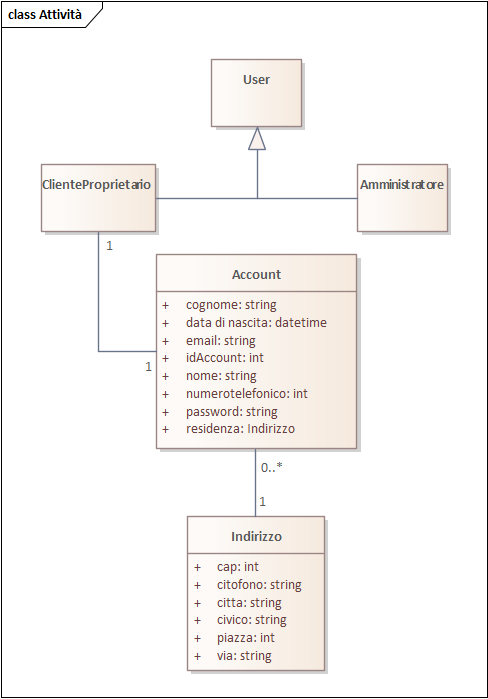 class Attività
User
ClienteProprietario
Amministratore
1
Account
+ cognome: string
+ data di nascita: datetime
+ email: string
+ idAccount: int
+ nome: string
+ numerotelefonico: int
+ password: string
+ residenza: Indirizzo
1
0..*
1
Indirizzo
+ cap: int
+ citofono: string
+ citta: string
+ civico: string
+ piazza: int
+ via: string